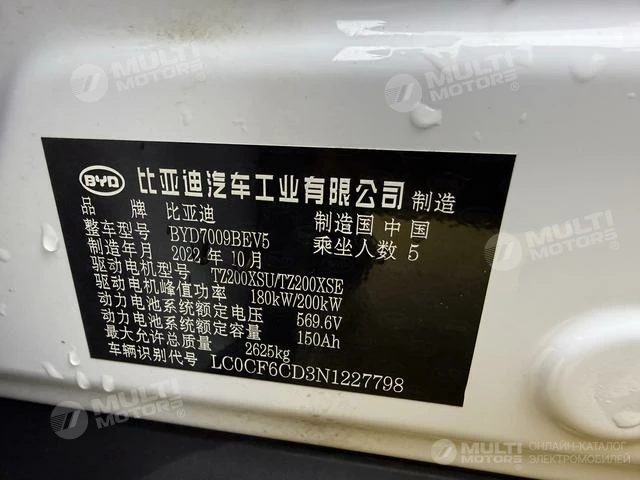 BYD 比亚迪汽车工业有限公司 制造
品牌 比亚迪 制造国 中国
整车型号 BYD7009BEV5 乘坐人数 5
制造年月 2022 年 10 月
驱动电机型号 TZ200XSU/TZ200XSE
驱动电机峰值功率 180kW/200kW
动力电池系统额定电压 569.6V
动力电池系统额定容量 150Ah
最大允许总质量 2625kg
车辆识别代号 LC0CF6CD3N1227798
MULTI MOTORS
MULTI MOTORS
MULTI MOTORS
MULTI MOTORS
MULTI MOTORS
MULTI MOTORS ОНЛАЙН-КАТАЛОГ
ЭЛЕКТРОМОБИЛЕЙ